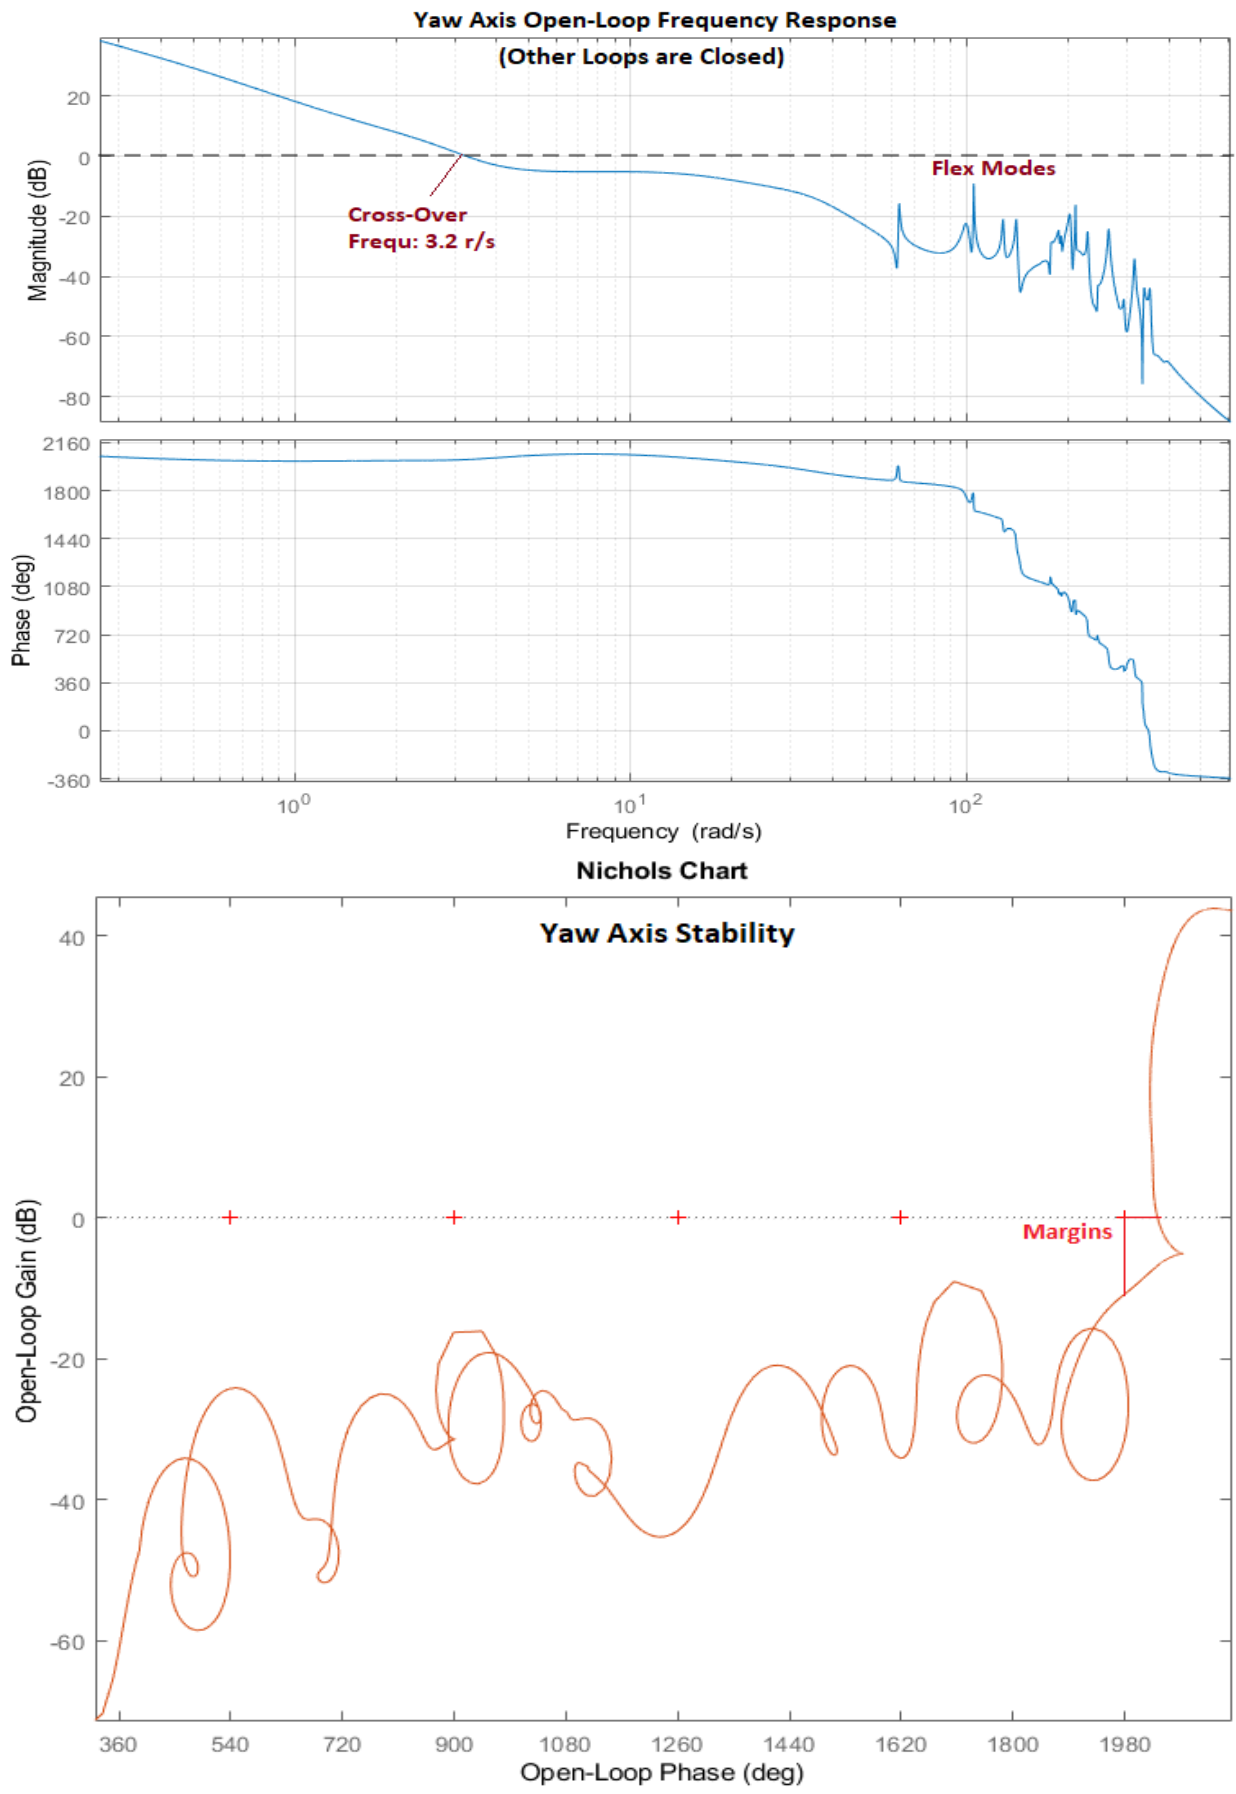 Yaw Axis Open-Loop Frequency Response
(Other Loops are Closed)
20
0
-20
-40
-60
-80
Magnitude (dB)
Flex Modes
Cross-Over
Frequ: 3.2 r/s
2160
1800
1440
1080
720
360
0
-360
Phase (deg)
10^0 10^1 10^2
Frequency (rad/s)
Nichols Chart
Yaw Axis Stability
40
20
0
-20
-40
-60
Open-Loop Gain (dB)
Margins
360 540 720 900 1080 1260 1440 1620 1800 1980
Open-Loop Phase (deg)